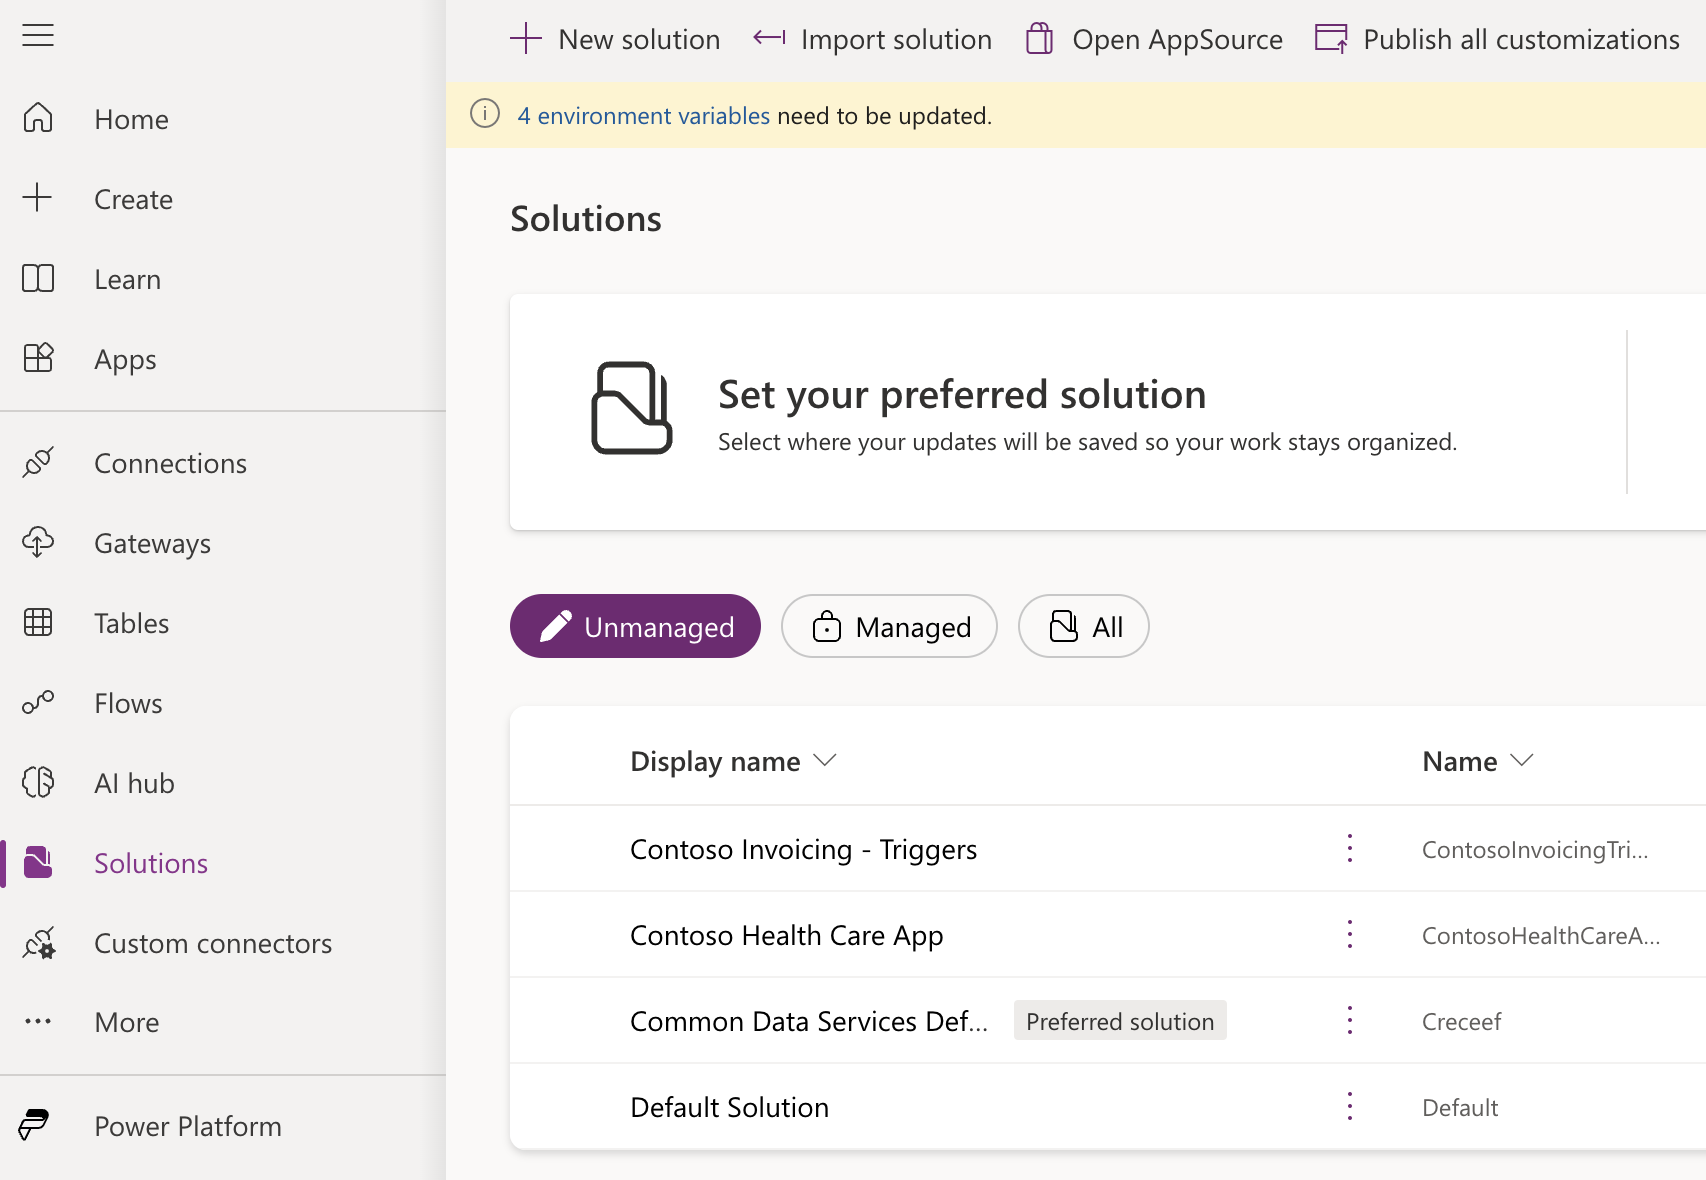 New solution Import solution Open AppSource Publish all customizations
4 environment variables need to be updated.
Home
Create
Learn
Apps
Connections
Gateways
Tables
Flows
AI hub
Solutions
Custom connectors
More
Power Platform
Solutions
Set your preferred solution
Select where your updates will be saved so your work stays organized.
Unmanaged Managed All
Display name Name
Contoso Invoicing - Triggers ContosoInvoicingTri...
Contoso Health Care App ContosoHealthCareA...
Common Data Services Def... Preferred solution Creceef
Default Solution Default